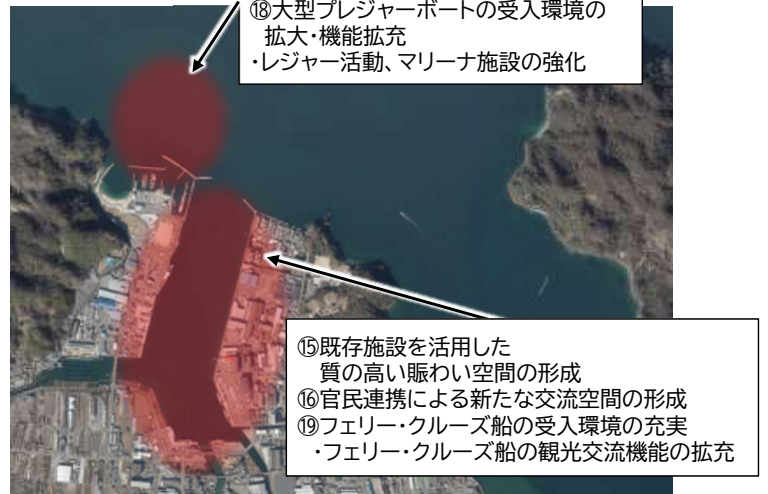 ⑱大型プレジャーボートの受入環境の
拡大・機能拡充
・レジャー活動、マリーナ施設の強化
⑮既存施設を活用した
質の高い賑わい空間の形成
⑯官民連携による新たな交流空間の形成
⑲フェリー・クルーズ船の受入環境の充実
・フェリー・クルーズ船の観光交流機能の拡充